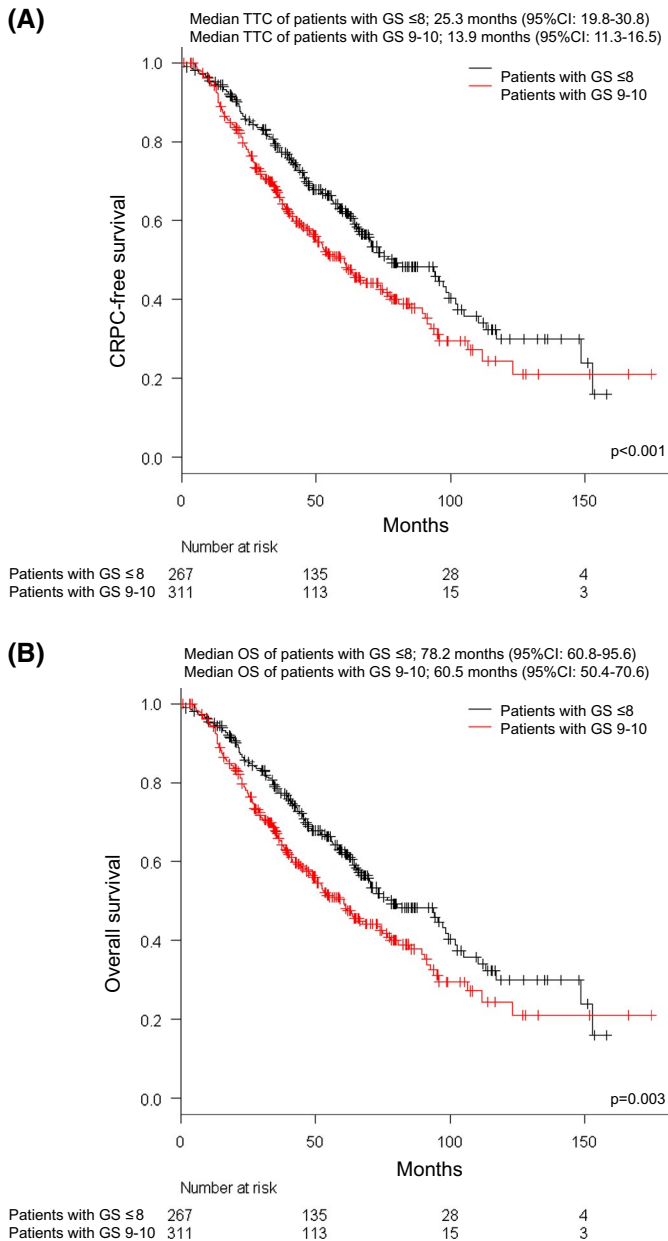 (A)
Median TTC of patients with GS ≤8; 25.3 months (95%CI: 19.8-30.8)
Median TTC of patients with GS 9-10; 13.9 months (95%CI: 11.3-16.5)
Patients with GS ≤8
Patients with GS 9-10
1.0
0.8
0.6
0.4
0.2
0.0
CRPC-free survival
p<0.001
0 50 100 150
Months
Number at risk
Patients with GS ≤8 267 135 28 4
Patients with GS 9-10 311 113 15 3
(B)
Median OS of patients with GS ≤8; 78.2 months (95%CI: 60.8-95.6)
Median OS of patients with GS 9-10; 60.5 months (95%CI: 50.4-70.6)
Patients with GS ≤8
Patients with GS 9-10
1.0
0.8
0.6
0.4
0.2
0.0
Overall survival
p=0.003
0 50 100 150
Months
Number at risk
Patients with GS ≤8 267 135 28 4
Patients with GS 9-10 311 113 15 3